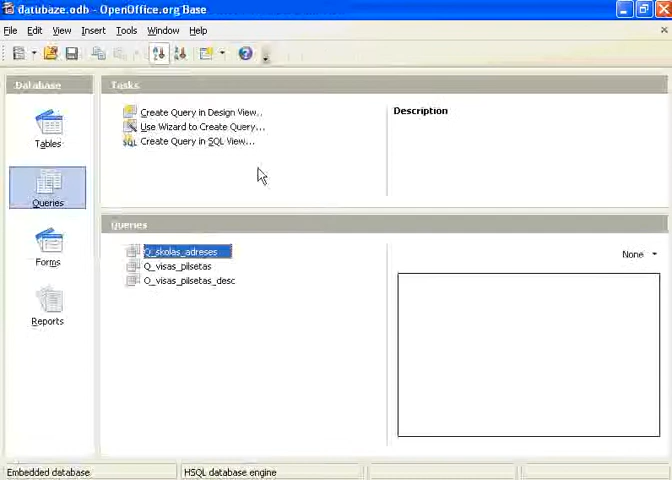 datubaze.odb - OpenOffice.org Base
File Edit View Insert Tools Window Help
Database
Tables
Queries
Forms
Reports
Tasks
Create Query in Design View...
Use Wizard to Create Query...
Create Query in SQL View...
Description
Queries
Q_skolas_adreses
Q_visas_pilsetas
Q_visas_pilsetas_desc
None
Embedded database
HSQL database engine